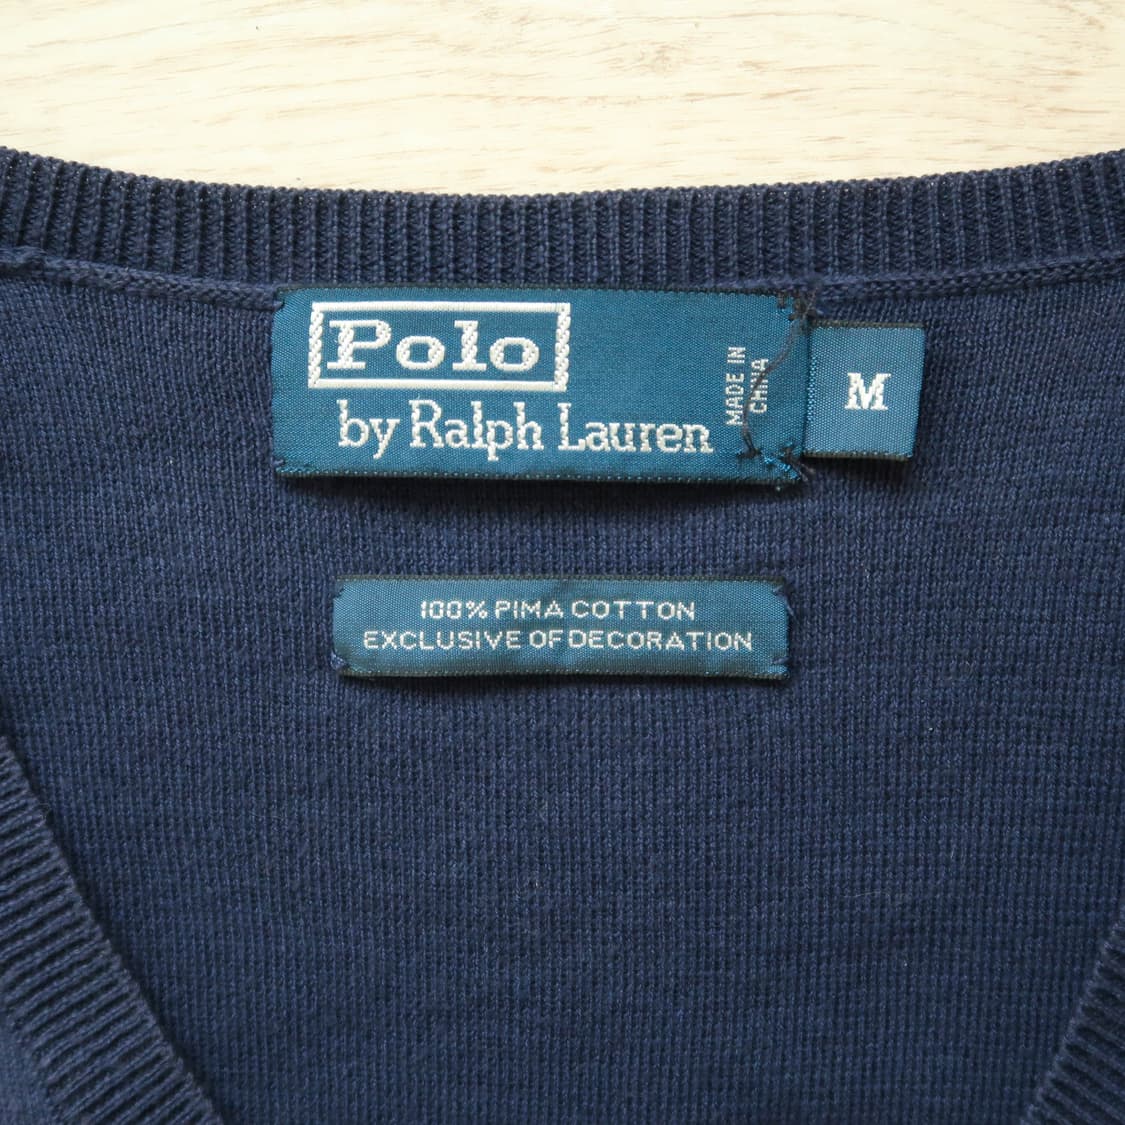 Polo
by Ralph Lauren
MADE IN
CHINA
M
100% PIMA COTTON
EXCLUSIVE OF DECORATION